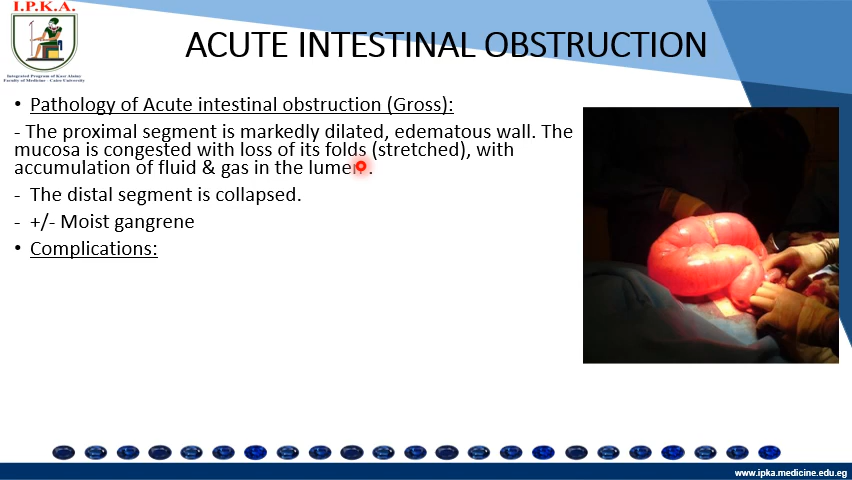 I.P.K.A.
Integrated Program of Kasr Alainy
Faculty of Medicine - Cairo University
ACUTE INTESTINAL OBSTRUCTION
• Pathology of Acute intestinal obstruction (Gross):
- The proximal segment is markedly dilated, edematous wall. The
mucosa is congested with loss of its folds (stretched), with
accumulation of fluid & gas in the lumen .
- The distal segment is collapsed.
- +/- Moist gangrene
• Complications:
www.ipka.medicine.edu.eg